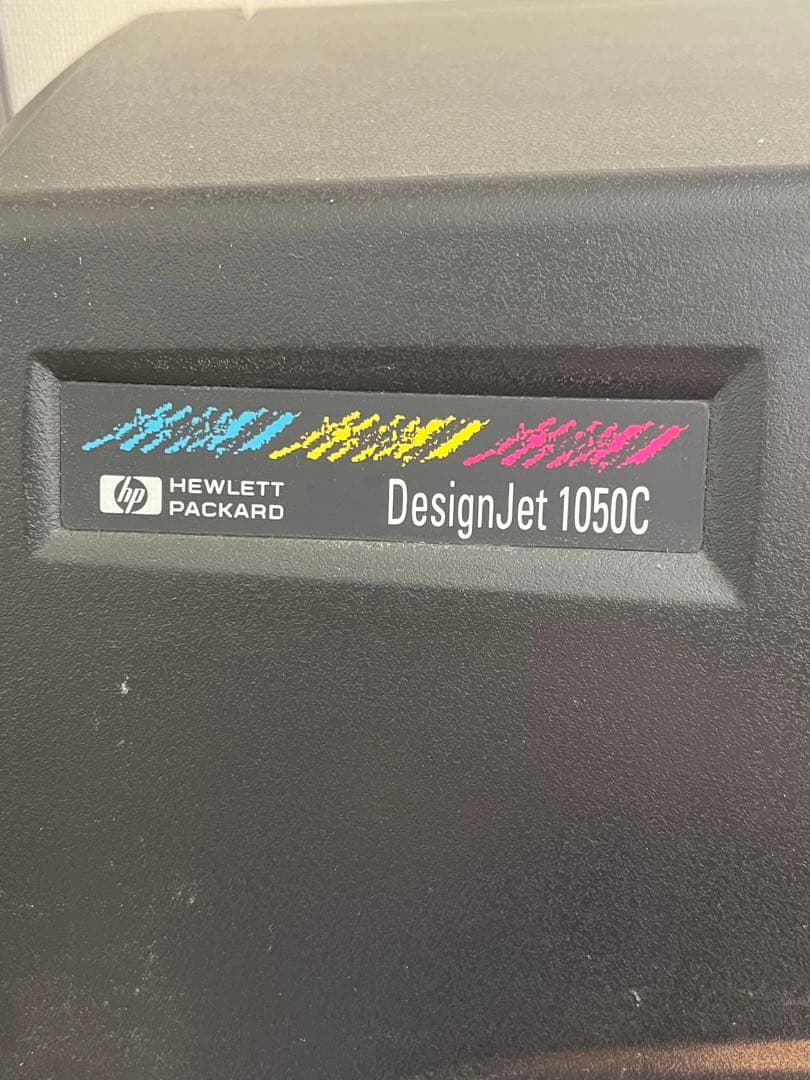 hp HEWLETT
PACKARD
DesignJet 1050C